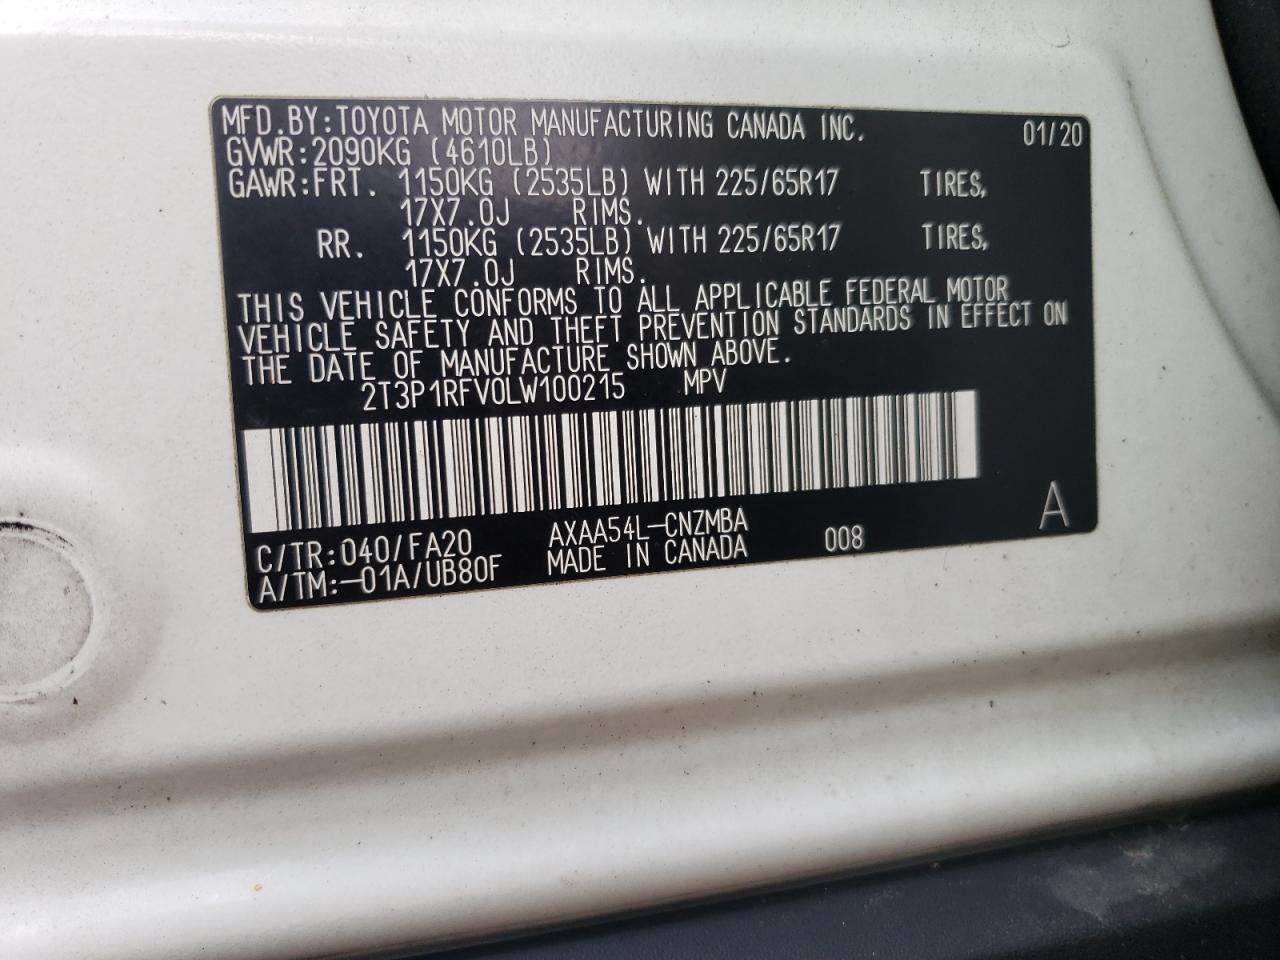 MFD.BY:TOYOTA MOTOR MANUFACTURING CANADA INC. 01/20
GVWR:2090KG (4610LB)
GAWR:FRT. 1150KG (2535LB) WITH 225/65R17 TIRES,
17X7.0J RIMS.
RR. 1150KG (2535LB) WITH 225/65R17 TIRES,
17X7.0J RIMS.
THIS VEHICLE CONFORMS TO ALL APPLICABLE FEDERAL MOTOR
VEHICLE SAFETY AND THEFT PREVENTION STANDARDS IN EFFECT ON
THE DATE OF MANUFACTURE SHOWN ABOVE.
2T3P1RFV0LW100215 MPV
C/TR:040/FA20 AXAA54L-CNZMBA 008 A
A/TM:-01A/UB80F MADE IN CANADA